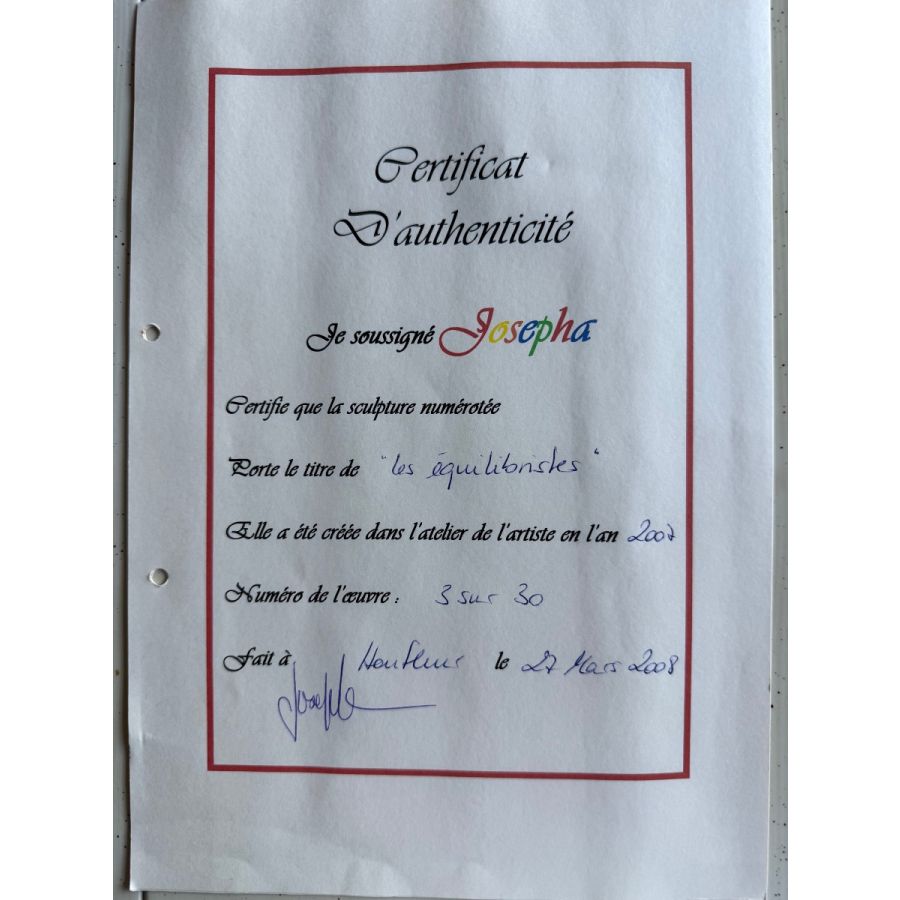 Certificat
D'authenticité
Je soussigné Josepha
Certifie que la sculpture numérotée
Porte le titre de "les équilibristes"
Elle a été créée dans l'atelier de l'artiste en l'an 2007
Numéro de l'œuvre : 3 sur 30
Fait à Honfleur le 27 Mars 2008
Josepha